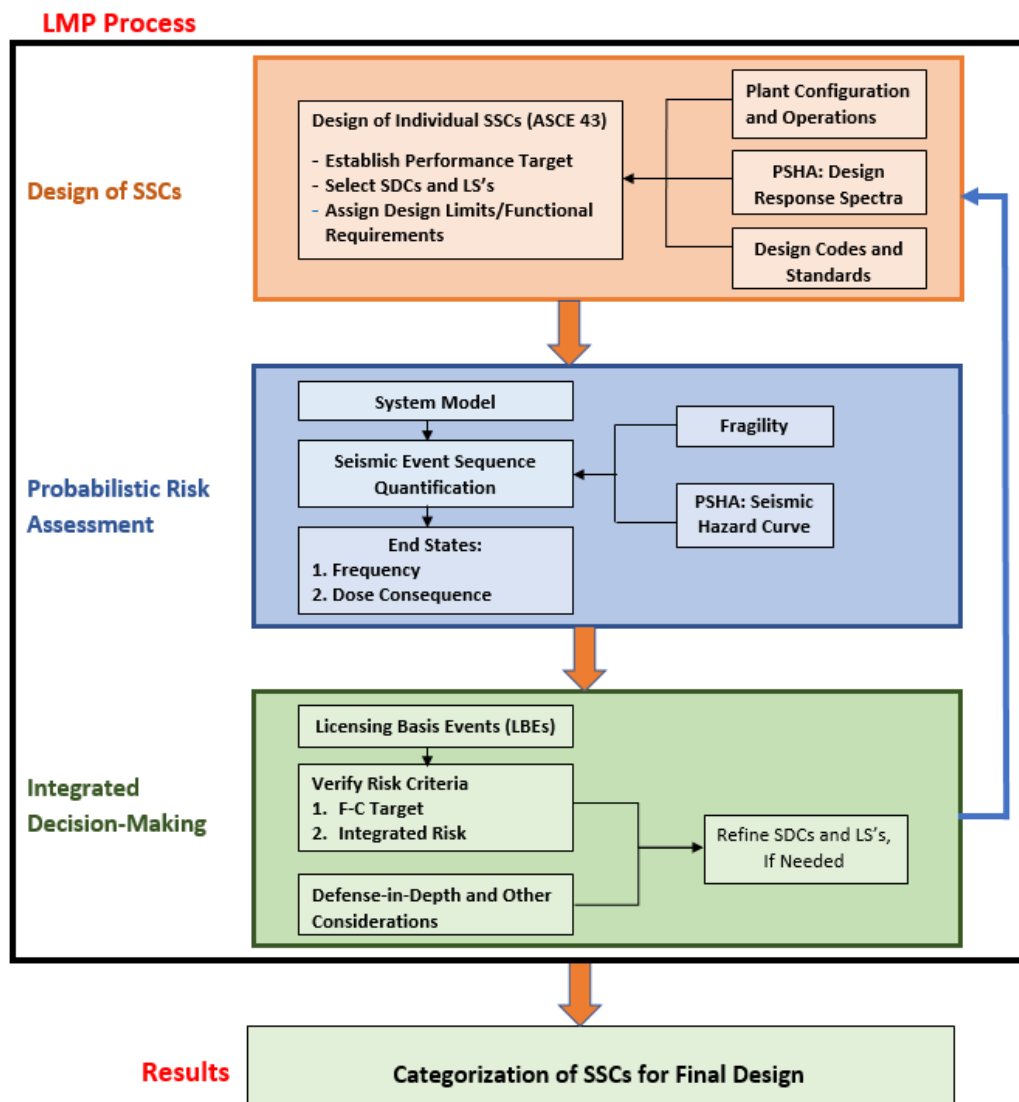 LMP Process
Design of SSCs
Design of Individual SSCs (ASCE 43)
- Establish Performance Target
- Select SDCs and LS's
- Assign Design Limits/Functional
Requirements
Plant Configuration
and Operations
PSHA: Design
Response Spectra
Design Codes and
Standards
Probabilistic Risk
Assessment
System Model
Seismic Event Sequence
Quantification
End States:
1. Frequency
2. Dose Consequence
Fragility
PSHA: Seismic
Hazard Curve
Integrated
Decision-Making
Licensing Basis Events (LBEs)
Verify Risk Criteria
1. F-C Target
2. Integrated Risk
Defense-in-Depth and Other
Considerations
Refine SDCs and LS's,
If Needed
Results
Categorization of SSCs for Final Design